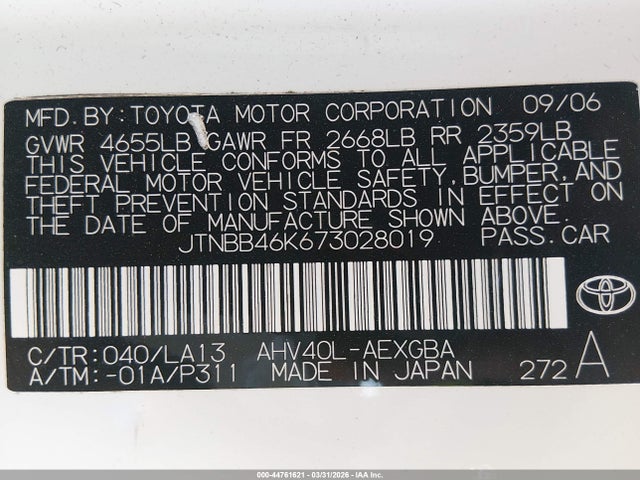 MFD.BY:TOYOTA MOTOR CORPORATION 09/06
GVWR 4655LB GAWR FR 2668LB RR 2359LB
THIS VEHICLE CONFORMS TO ALL APPLICABLE
FEDERAL MOTOR VEHICLE SAFETY,BUMPER,AND
THEFT PREVENTION STANDARDS IN EFFECT ON
THE DATE OF MANUFACTURE SHOWN ABOVE.
JTNBB46K673028019 PASS.CAR
C/TR:040/LA13 AHV40L-AEXGBA
A/TM:-01A/P311 MADE IN JAPAN 272 A
000-44761621 - 03/31/2026 - IAA Inc.